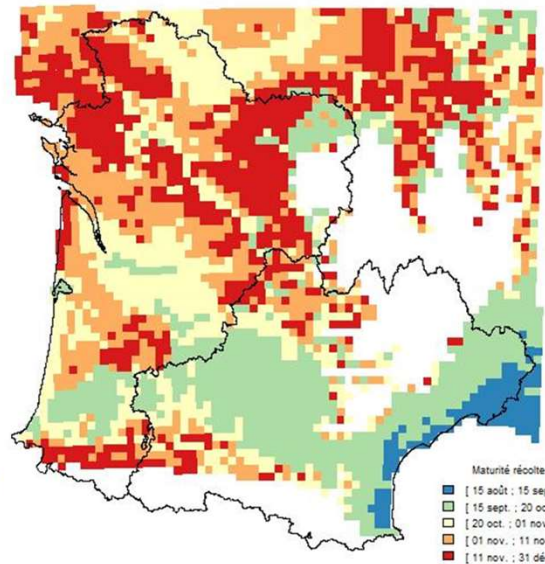 Maturité récolte
[ 15 août ; 15 sep
[ 15 sept. ; 20 oc
[ 20 oct. ; 01 nov
[ 01 nov. ; 11 no
[ 11 nov. ; 31 dé